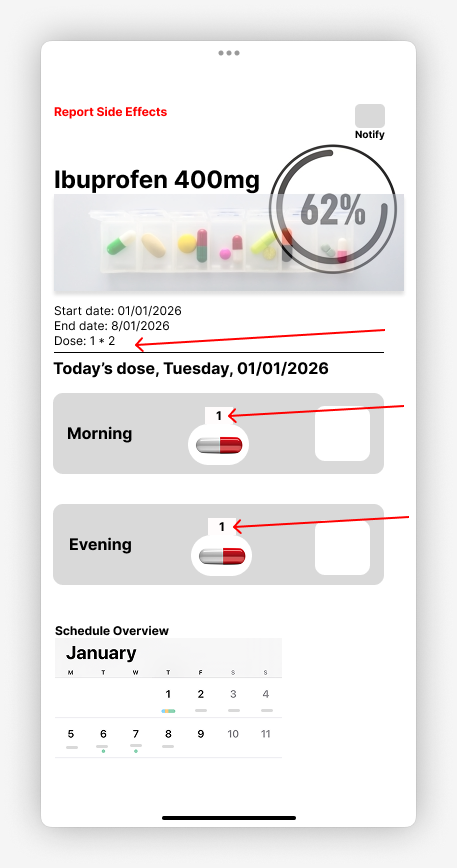 Report Side Effects
Notify
Ibuprofen 400mg
62%
Start date: 01/01/2026
End date: 8/01/2026
Dose: 1 * 2
Today’s dose, Tuesday, 01/01/2026
1
Morning
1
Evening
Schedule Overview
January
M T W T F S S
1 2 3 4
5 6 7 8 9 10 11